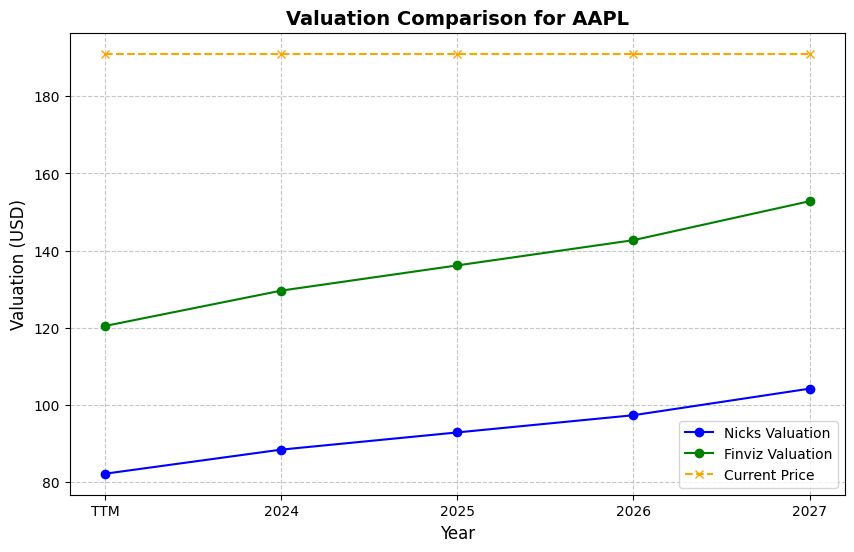 Valuation Comparison for AAPL
Valuation (USD)
180
160
140
120
100
80
TTM 2024 2025 2026 2027
Year
Nicks Valuation
Finviz Valuation
Current Price